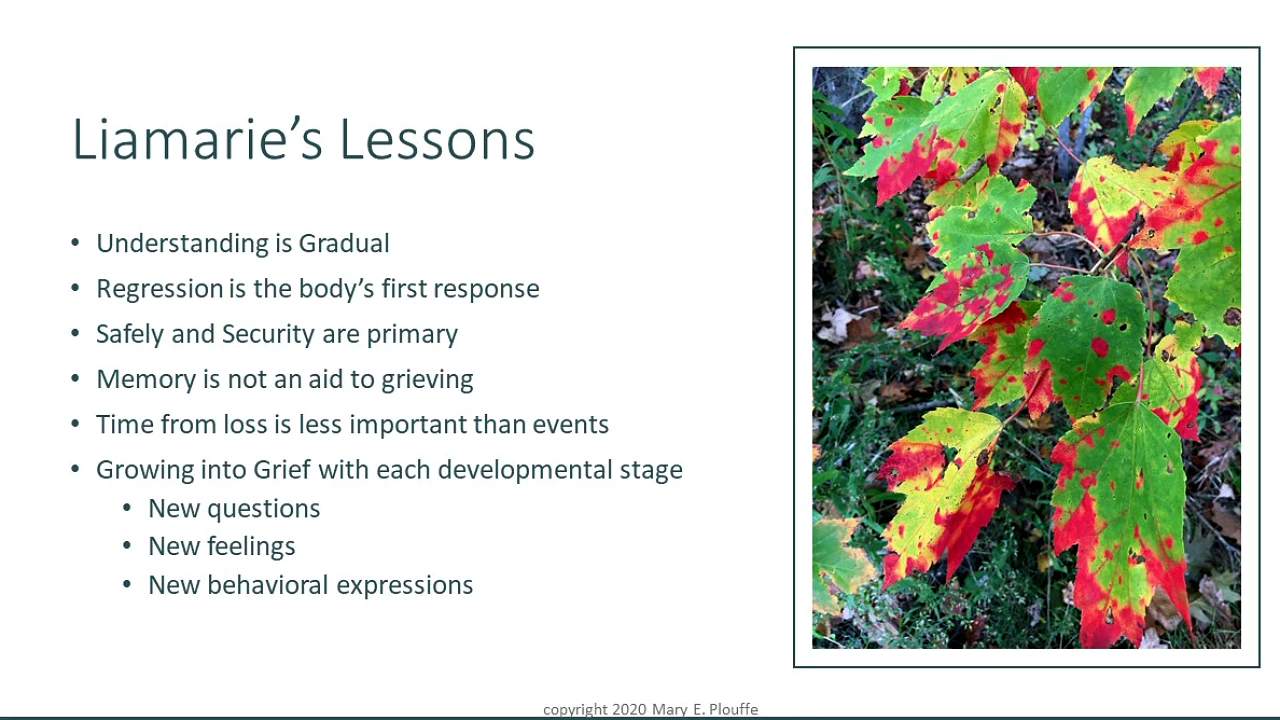 Liamarie’s Lessons
• Understanding is Gradual
• Regression is the body’s first response
• Safely and Security are primary
• Memory is not an aid to grieving
• Time from loss is less important than events
• Growing into Grief with each developmental stage
• New questions
• New feelings
• New behavioral expressions
copyright 2020 Mary E. Plouffe